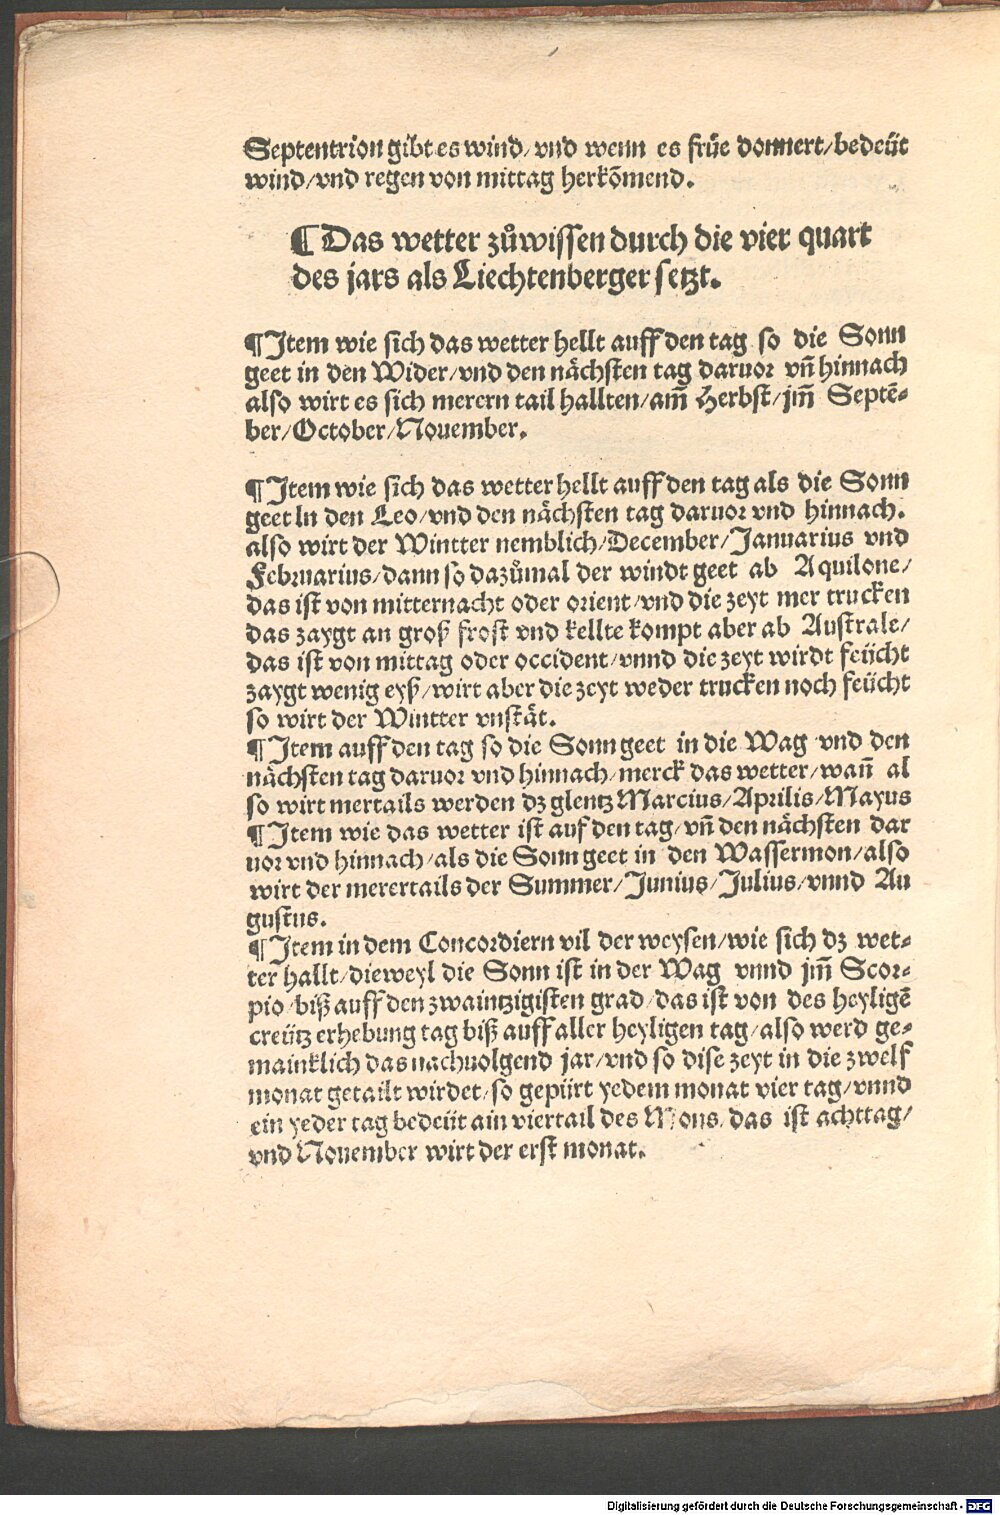 Septentrion gibt es wind/ vnd wenn es früe donnert/ bedeüt
wind/ vnd regen von mittag herkõmend.
¶ Das wetter zůwissen durch die vier quart
des jars als Liechtenberger setzt.
¶ Item wie sich das wetter hellt auff den tag so die Sonn
geet in den Wider/ vnd den nächsten tag daruor vn̄ hinnach
also wirt es sich merern tail hallten/ am̄ Herbst/ jm̄ Septē-
ber/ October/ Nouember.
¶ Item wie sich das wetter hellt auff den tag als die Sonn
geet ln den Leo/ vnd den nächsten tag daruor vnd hinnach.
also wirt der Wintter nemblich/ December/ Januarius vnd
Februarius/ dann so dazůmal der windt geet ab Aquilone/
das ist von mitternacht oder orient/ vnd die zeyt mer trucken
das zaygt an groß frost vnd kellte kompt aber ab Australe/
das ist von mittag oder occident/ vnnd die zeyt wirdt feücht
zaygt wenig eyß/ wirt aber die zeyt weder trucken noch feücht
so wirt der Wintter vnstät.
¶ Item auff den tag so die Sonn geet in die Wag vnd den
nächsten tag daruor vnd hinnach/ merck das wetter/ wan̄ al
so wirt mertails werden dz glentz Marcius/ Aprilis/ Mayus
¶ Item wie das wetter ist auf den tag/ vn̄ den nächsten dar
uor vnd hinnach/ als die Sonn geet in den Wassermon/ also
wirt der merertails der Summer/ Junius/ Julius/ vnnd Au
gustus.
¶ Item in dem Concordiern vil der weysen/ wie sich dz wet-
ter hallt/ dieweyl die Sonn ist in der Wag vnnd jm̄ Scor-
pio/ biß auff den zwaintzigisten grad/ das ist von des heyligē
creütz erhebung tag biß auff aller heyligen tag/ also werd ge-
mainklich das nachuolgend jar/ vnd so dise zeyt in die zwelf
monat getailt wirdet/ so gepürt yedem monat vier tag/ vnnd
ein yeder tag bedeüt ain viertail des Mons, das ist achttag/
vnd Nouember wirt der erst monat.
Digitalisierung gefördert durch die Deutsche Forschungsgemeinschaft - DFG